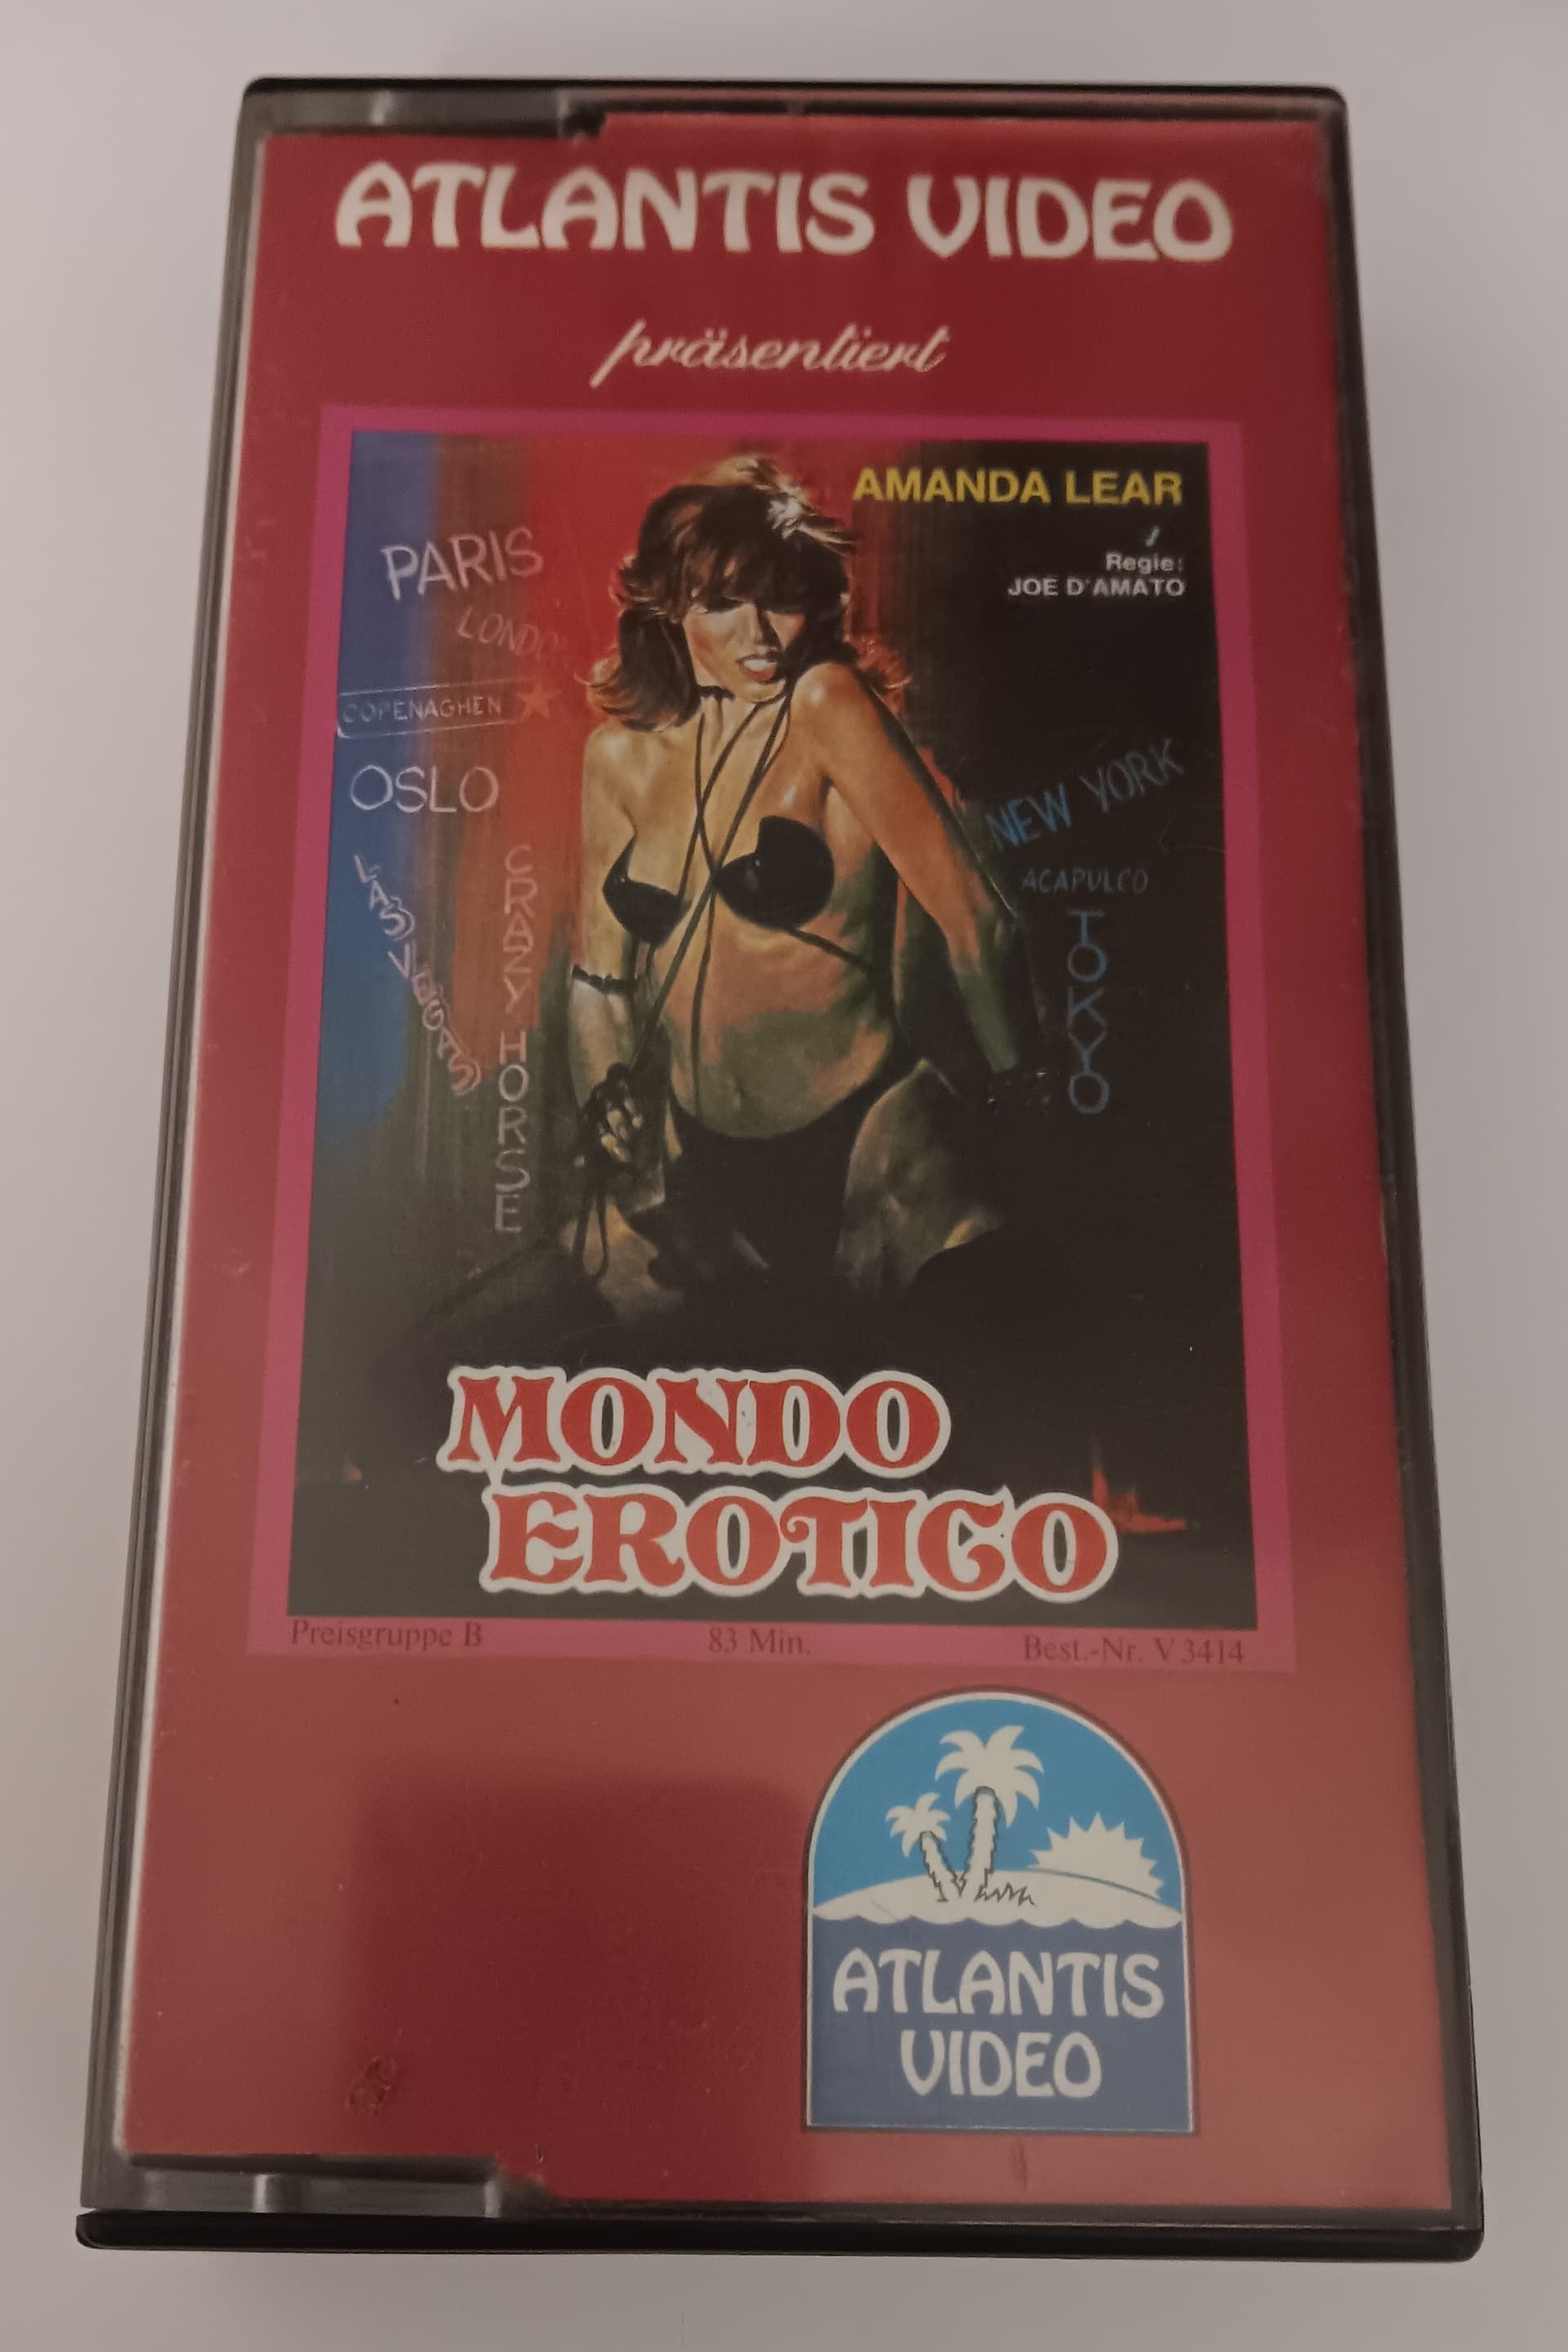 ATLANTIS VIDEO
präsentiert
AMANDA LEAR
Regie:
JOE D'AMATO
PARIS
LONDON
COPENAGHEN
OSLO
LAS VEGAS
CRAZY HORSE
NEW YORK
ACAPULCO
TOKYO
MONDO
EROTICO
Preisgruppe B 83 Min. Best.-Nr. V 3414
ATLANTIS
VIDEO